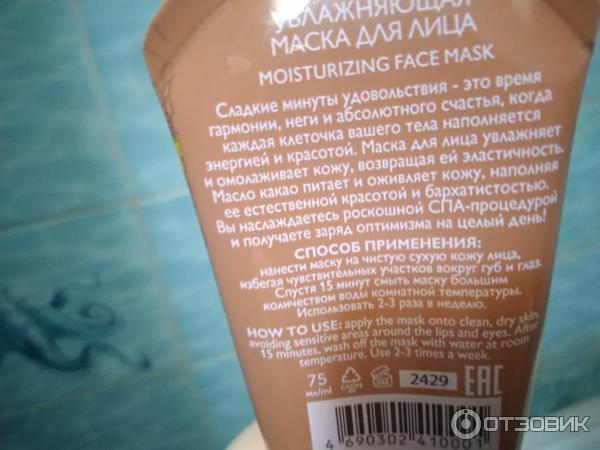 УВЛАЖНЯЮЩАЯ
МАСКА ДЛЯ ЛИЦА
MOISTURIZING FACE MASK
Сладкие минуты удовольствия - это время
гармонии, неги и абсолютного счастья, когда
каждая клеточка вашего тела наполняется
энергией и красотой. Маска для лица увлажняет
и омолаживает кожу, возвращая ей эластичность.
Масло какао питает и оживляет кожу, наполняя
ее естественной красотой и бархатистостью.
Вы наслаждаетесь роскошной СПА-процедурой
и получаете заряд оптимизма на целый день!
СПОСОБ ПРИМЕНЕНИЯ:
нанести маску на чистую сухую кожу лица,
избегая чувствительных участков вокруг губ и глаз.
Спустя 15 минут смыть маску большим
количеством воды комнатной температуры.
Использовать 2-3 раза в неделю.
HOW TO USE: apply the mask onto clean, dry skin,
avoiding sensitive areas around the lips and eyes. After
15 minutes, wash off the mask with water at room
temperature. Use 2-3 times a week.
75 мл/ml 2429 EAC
4 690302 410001
ОТЗОВИК